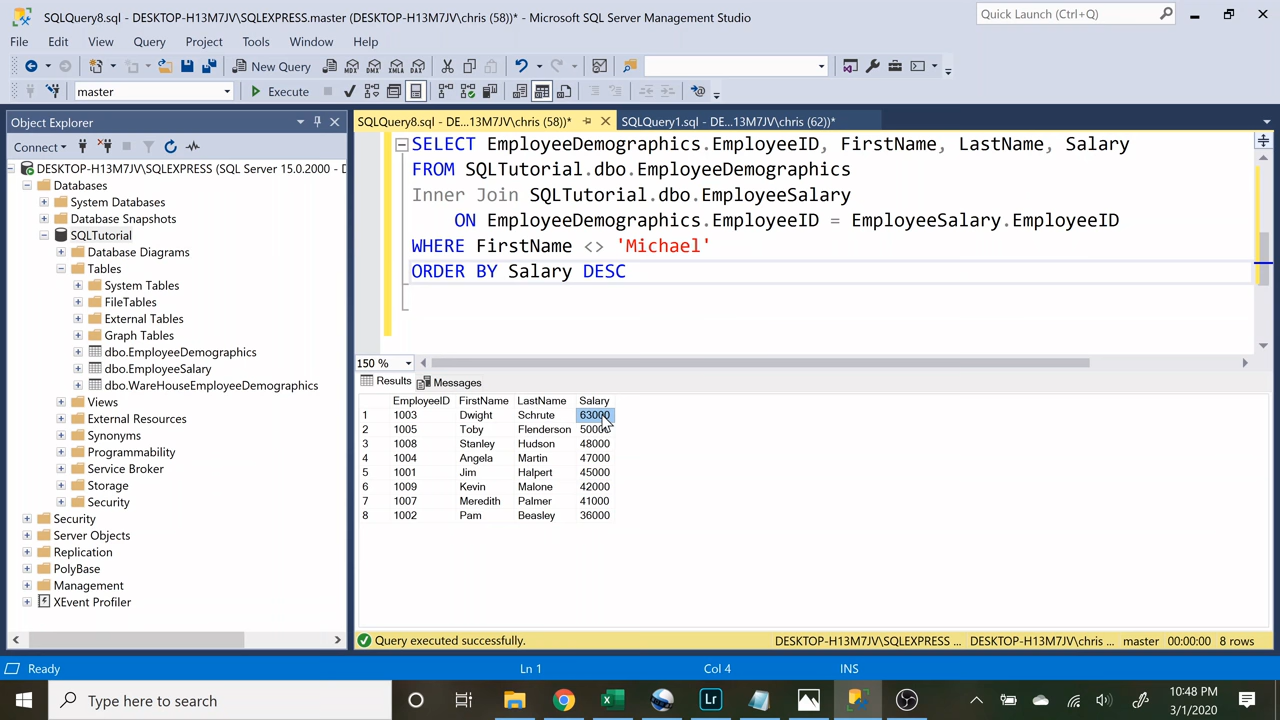 SQLQuery8.sql - DESKTOP-H13M7JV\SQLEXPRESS.master (DESKTOP-H13M7JV\chris (58))* - Microsoft SQL Server Management Studio
Quick Launch (Ctrl+Q)
File Edit View Query Project Tools Window Help
New Query
MDX DMX XMLA DAX
master
Execute
Object Explorer
SQLQuery8.sql - DE...13M7JV\chris (58))*
SQLQuery1.sql - DE...13M7JV\chris (62))*
Connect
DESKTOP-H13M7JV\SQLEXPRESS (SQL Server 15.0.2000 - D
Databases
System Databases
Database Snapshots
SQLTutorial
Database Diagrams
Tables
System Tables
FileTables
External Tables
Graph Tables
dbo.EmployeeDemographics
dbo.EmployeeSalary
dbo.WareHouseEmployeeDemographics
Views
External Resources
Synonyms
Programmability
Service Broker
Storage
Security
Security
Server Objects
Replication
PolyBase
Management
XEvent Profiler
SELECT EmployeeDemographics.EmployeeID, FirstName, LastName, Salary
FROM SQLTutorial.dbo.EmployeeDemographics
Inner Join SQLTutorial.dbo.EmployeeSalary
ON EmployeeDemographics.EmployeeID = EmployeeSalary.EmployeeID
WHERE FirstName <> 'Michael'
ORDER BY Salary DESC
150 %
Results Messages
EmployeeID FirstName LastName Salary
1 1003 Dwight Schrute 63000
2 1005 Toby Flenderson 50000
3 1008 Stanley Hudson 48000
4 1004 Angela Martin 47000
5 1001 Jim Halpert 45000
6 1009 Kevin Malone 42000
7 1007 Meredith Palmer 41000
8 1002 Pam Beasley 36000
Query executed successfully.
DESKTOP-H13M7JV\SQLEXPRESS ... DESKTOP-H13M7JV\chris ... master 00:00:00 8 rows
Ready Ln 1 Col 4 INS
Type here to search
Lr
10:48 PM
3/1/2020